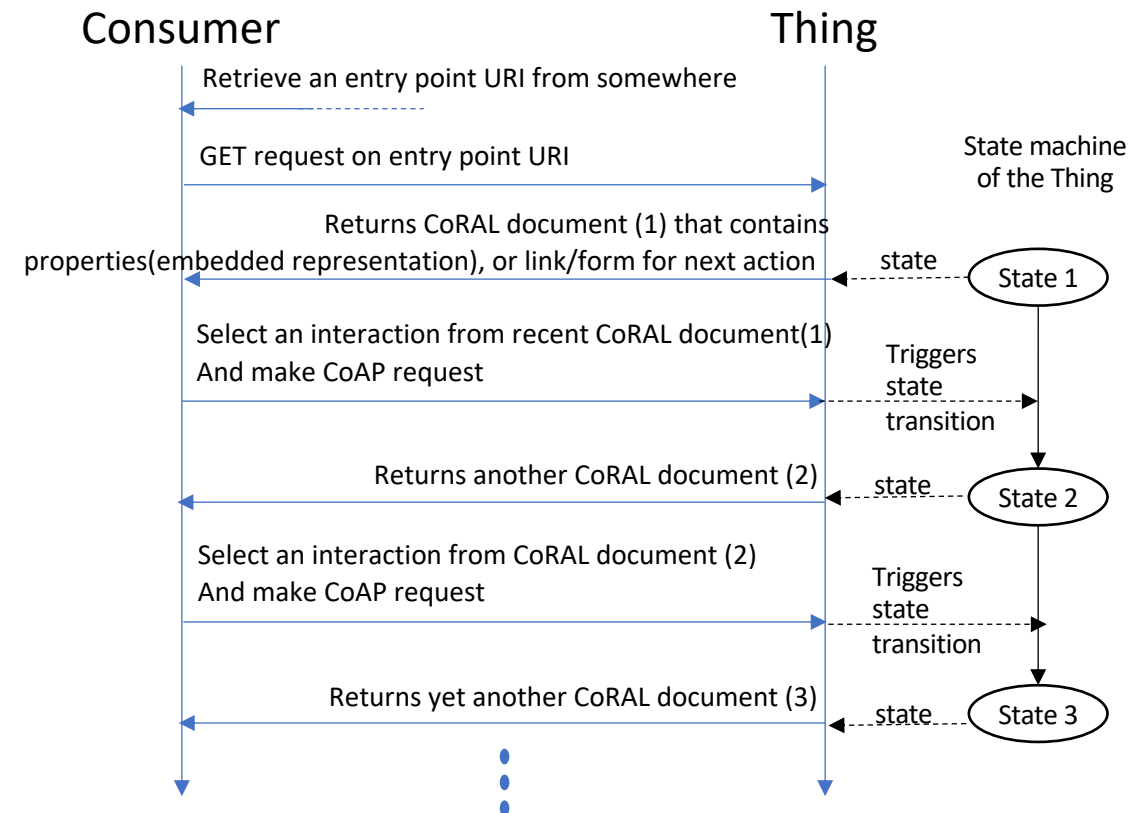 Consumer
Thing
Retrieve an entry point URI from somewhere
GET request on entry point URI
State machine
of the Thing
Returns CoRAL document (1) that contains
properties(embedded representation), or link/form for next action
state
State 1
Select an interaction from recent CoRAL document(1)
And make CoAP request
Triggers
state
transition
Returns another CoRAL document (2)
state
State 2
Select an interaction from CoRAL document (2)
And make CoAP request
Triggers
state
transition
Returns yet another CoRAL document (3)
state
State 3